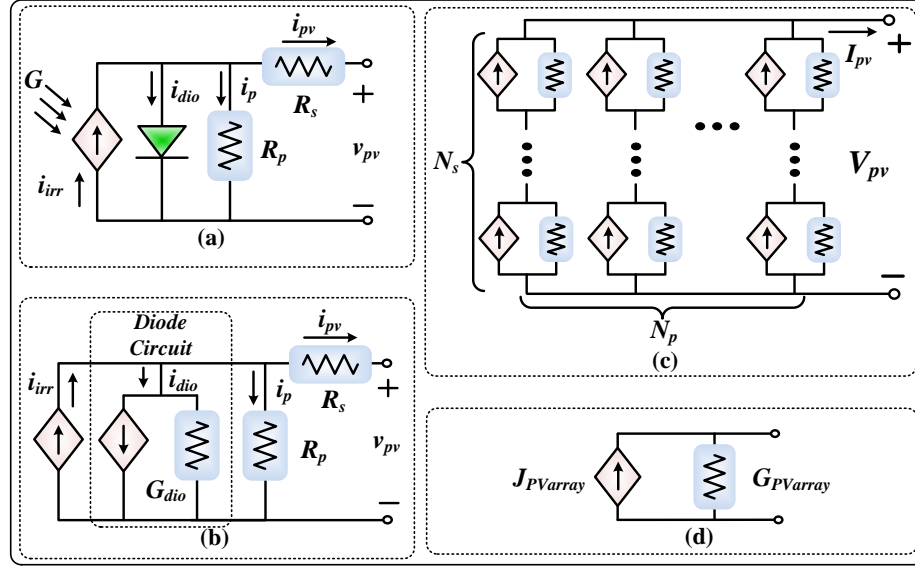 i_pv
G
i_dio
i_p
R_s
+
R_p
v_pv
i_irr
−
(a)
Diode
Circuit
i_pv
i_irr
i_dio
i_p
R_s
+
R_p
v_pv
G_dio
−
(b)
+
I_pv
N_s
V_pv
−
N_p
(c)
J_PVarray
G_PVarray
(d)